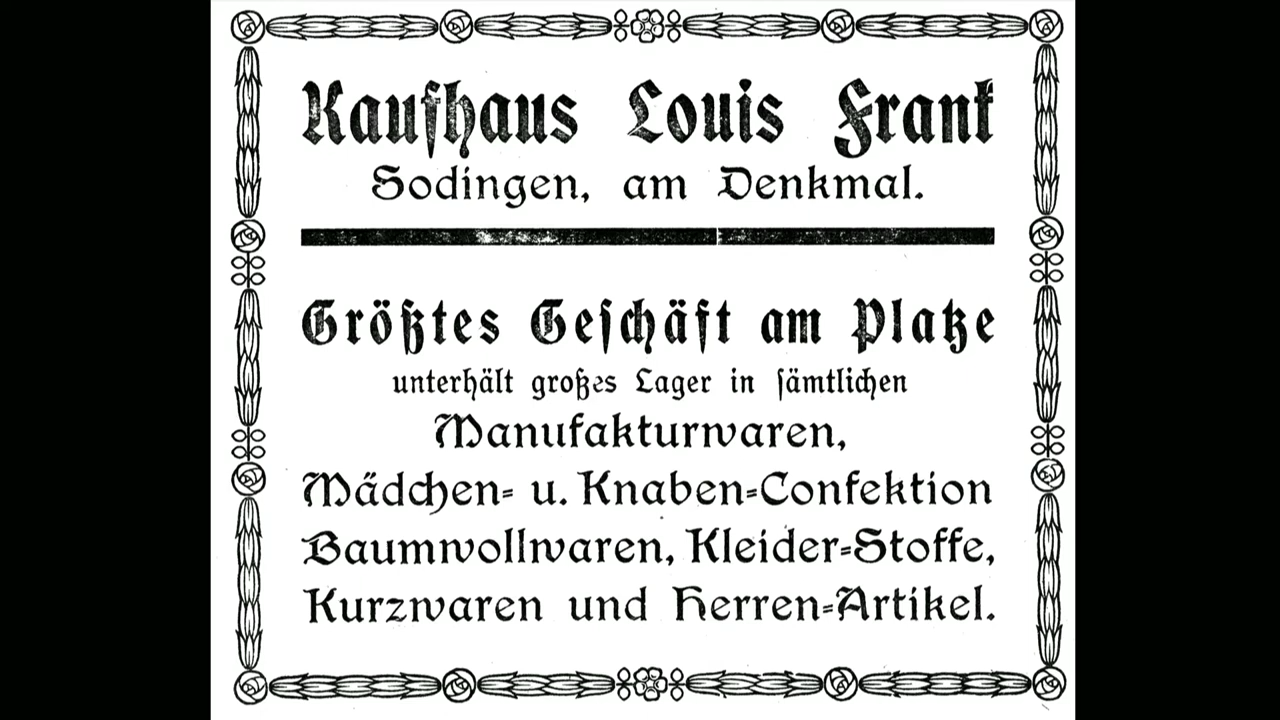 Kaufhaus Louis Frank
Sodingen, am Denkmal.
Größtes Geschäft am Platze
unterhält großes Lager in sämtlichen
Manufakturwaren,
Mädchen- u. Knaben-Confektion
Baumwollwaren, Kleider-Stoffe,
Kurzwaren und Herren-Artikel.